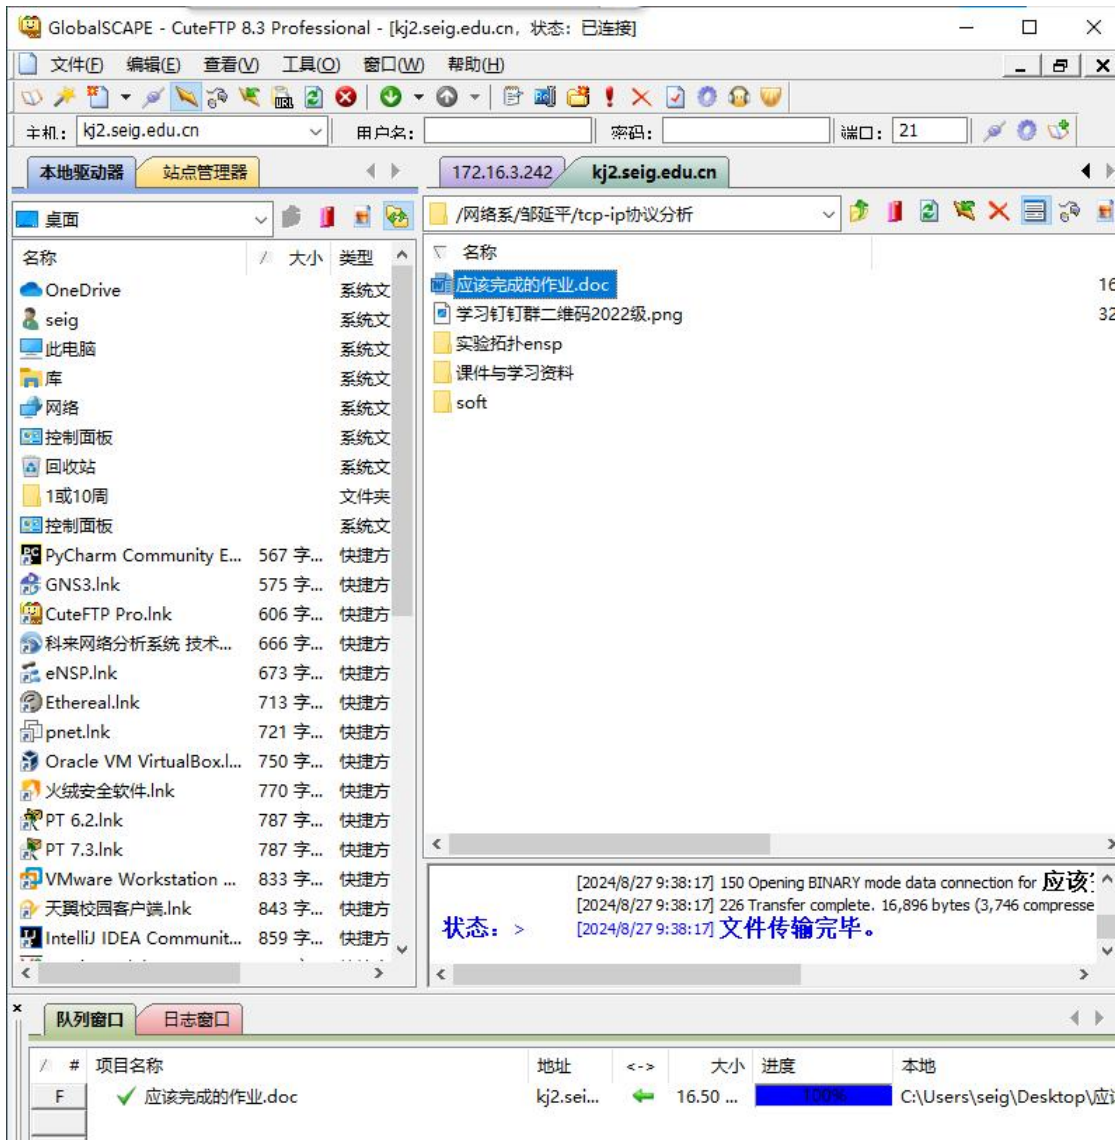 GlobalSCAPE - CuteFTP 8.3 Professional - [kj2.seig.edu.cn, 状态: 已连接]
文件(F) 编辑(E) 查看(V) 工具(O) 窗口(W) 帮助(H)
URL
主机: kj2.seig.edu.cn 用户名: 密码: 端口: 21
本地驱动器 站点管理器 172.16.3.242 kj2.seig.edu.cn
桌面
/网络系/邹延平/tcp-ip协议分析
名称 大小 类型
OneDrive 系统文
seig 系统文
此电脑 系统文
库 系统文
网络 系统文
控制面板 系统文
回收站 系统文
1或10周 文件夹
控制面板 系统文
PyCharm Community E... 567 字... 快捷方
GNS3.lnk 575 字... 快捷方
CuteFTP Pro.lnk 606 字... 快捷方
科来网络分析系统 技术... 666 字... 快捷方
eNSP.lnk 673 字... 快捷方
Ethereal.lnk 713 字... 快捷方
pnet.lnk 721 字... 快捷方
Oracle VM VirtualBox.l... 750 字... 快捷方
火绒安全软件.lnk 770 字... 快捷方
PT 6.2.lnk 787 字... 快捷方
PT 7.3.lnk 787 字... 快捷方
VMware Workstation ... 833 字... 快捷方
天翼校园客户端.lnk 843 字... 快捷方
IntelliJ IDEA Communit... 859 字... 快捷方
名称
应该完成的作业.doc 16
学习钉钉群二维码2022级.png 32
实验拓扑ensp
课件与学习资料
soft
[2024/8/27 9:38:17] 150 Opening BINARY mode data connection for 应该
[2024/8/27 9:38:17] 226 Transfer complete. 16,896 bytes (3,746 compresse
状态: > [2024/8/27 9:38:17] 文件传输完毕。
队列窗口 日志窗口
# 项目名称 地址 <-> 大小 进度 本地
F 应该完成的作业.doc kj2.sei... 16.50 ... 100% C:\Users\seig\Desktop\应